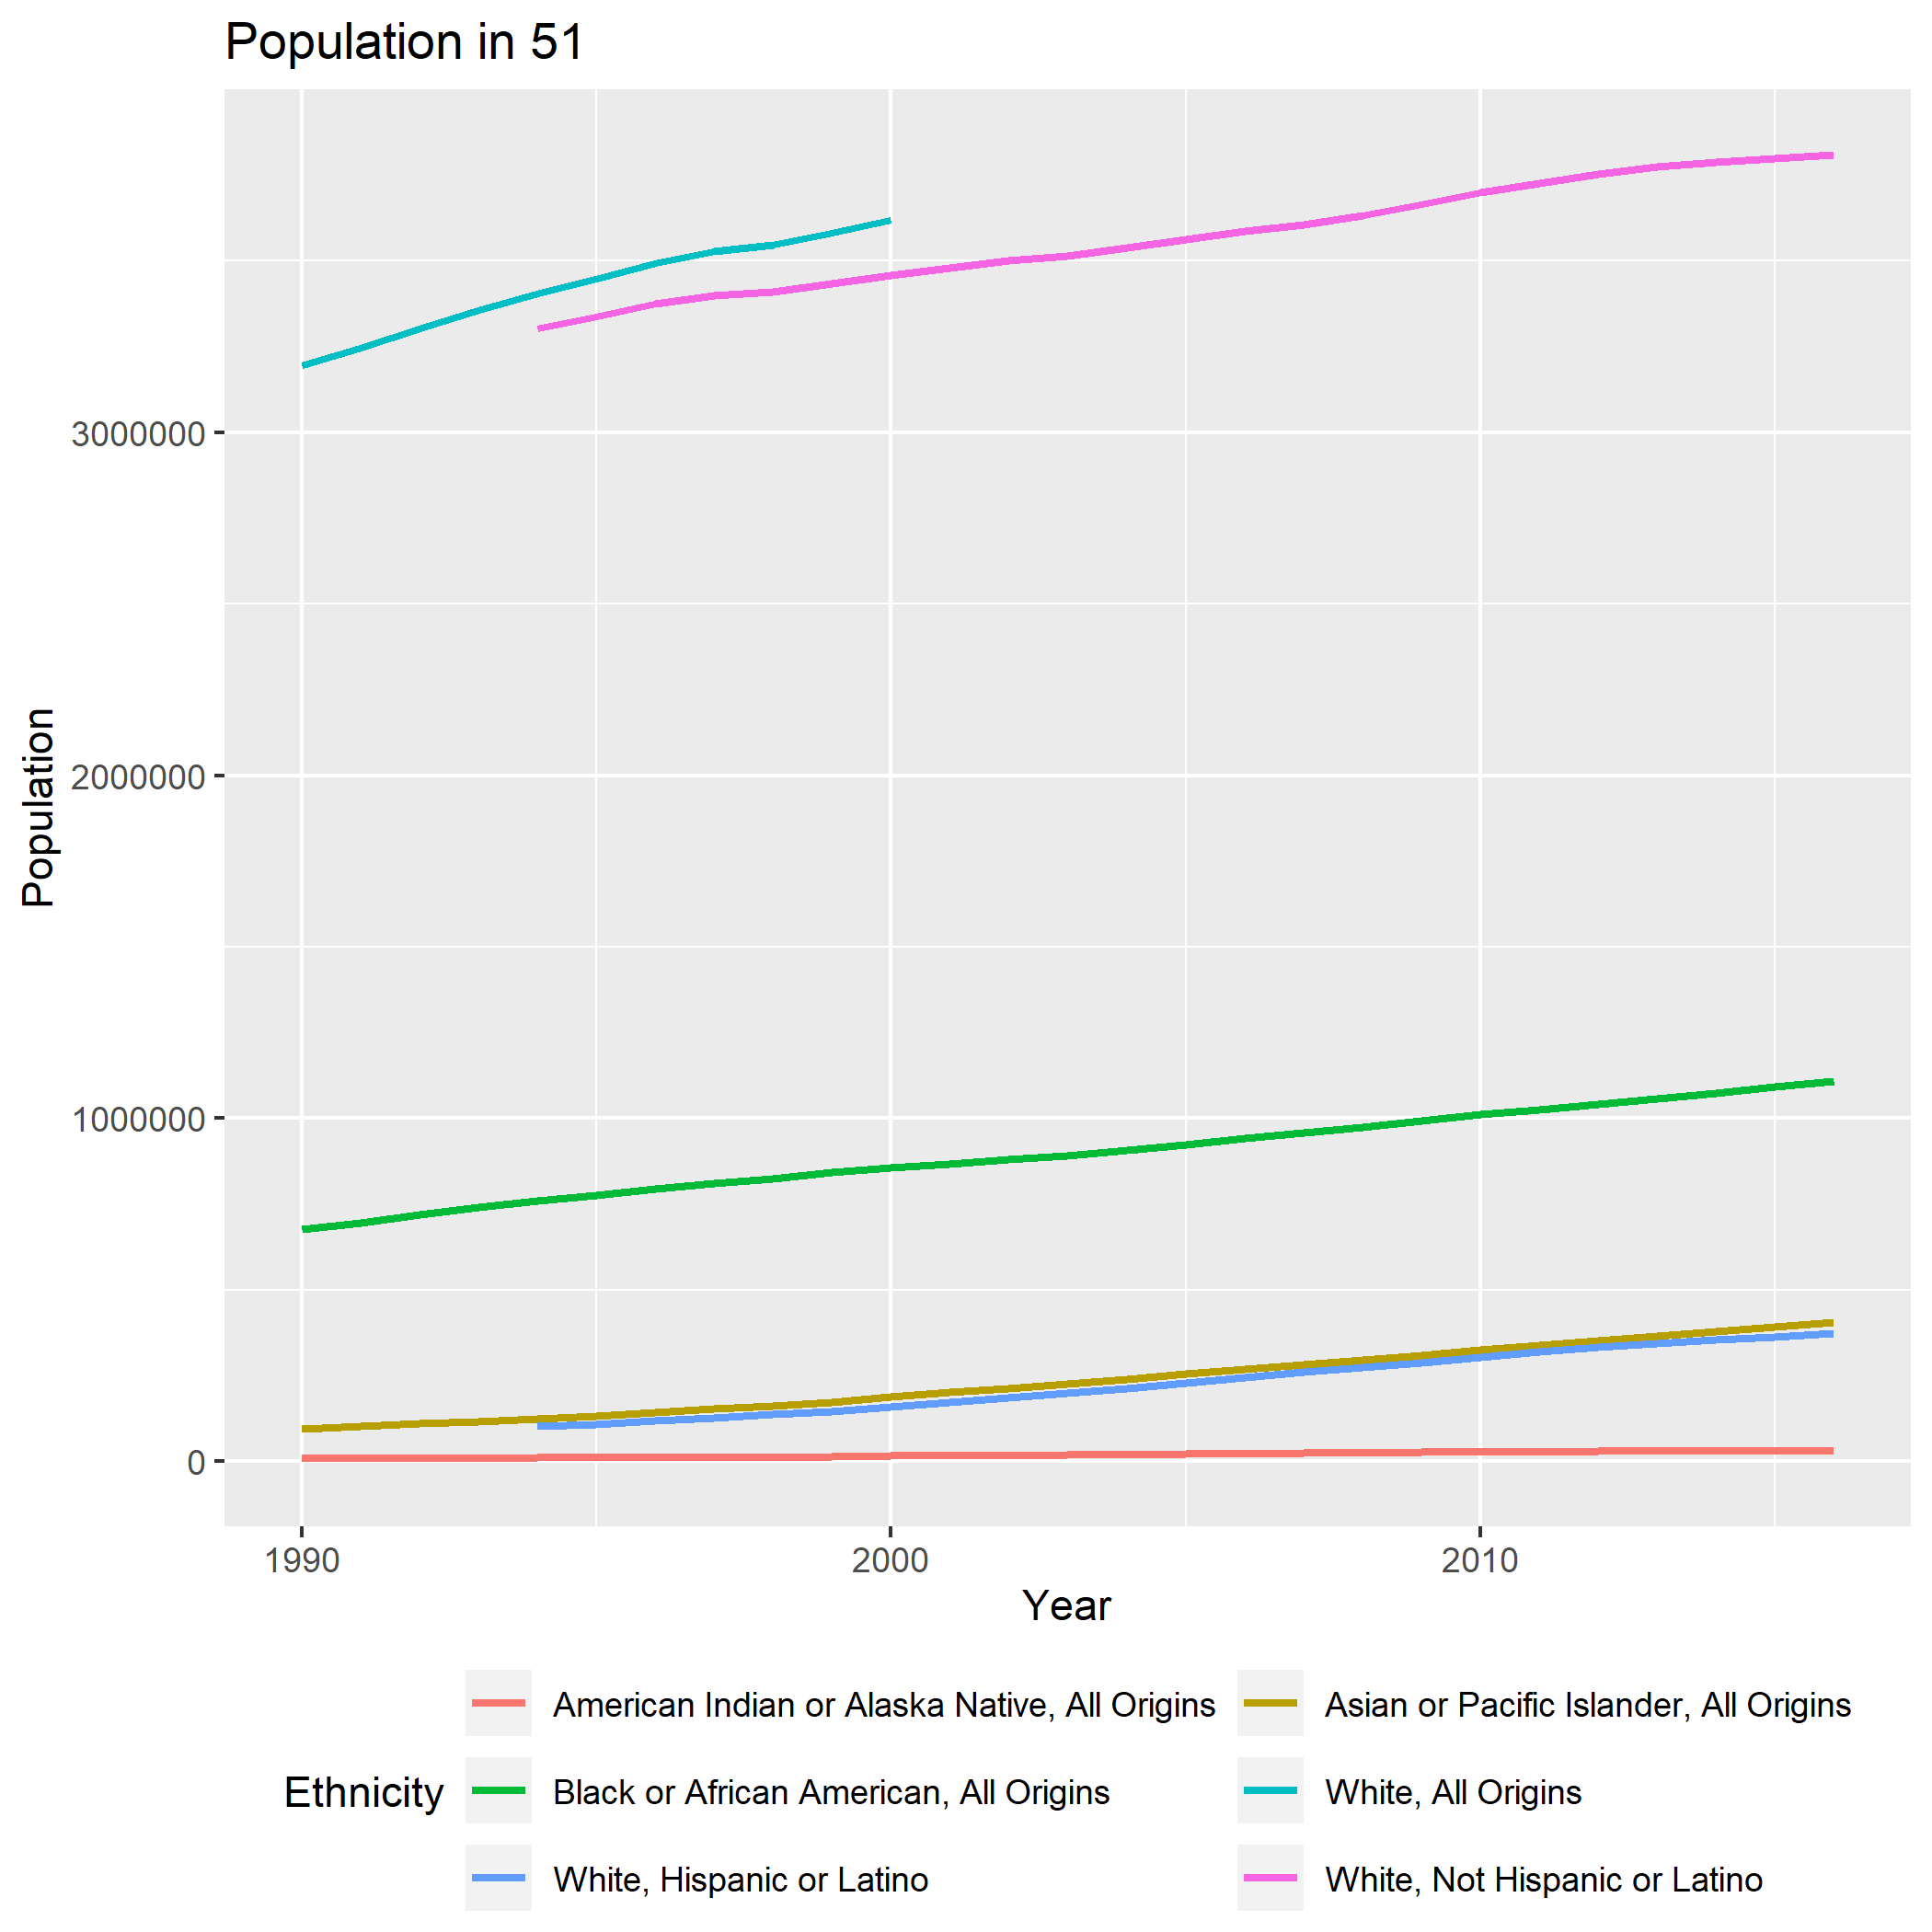 Population in 51
Population
3000000
2000000
1000000
0
1990
2000
2010
Year
Ethnicity
American Indian or Alaska Native, All Origins
Asian or Pacific Islander, All Origins
Black or African American, All Origins
White, All Origins
White, Hispanic or Latino
White, Not Hispanic or Latino